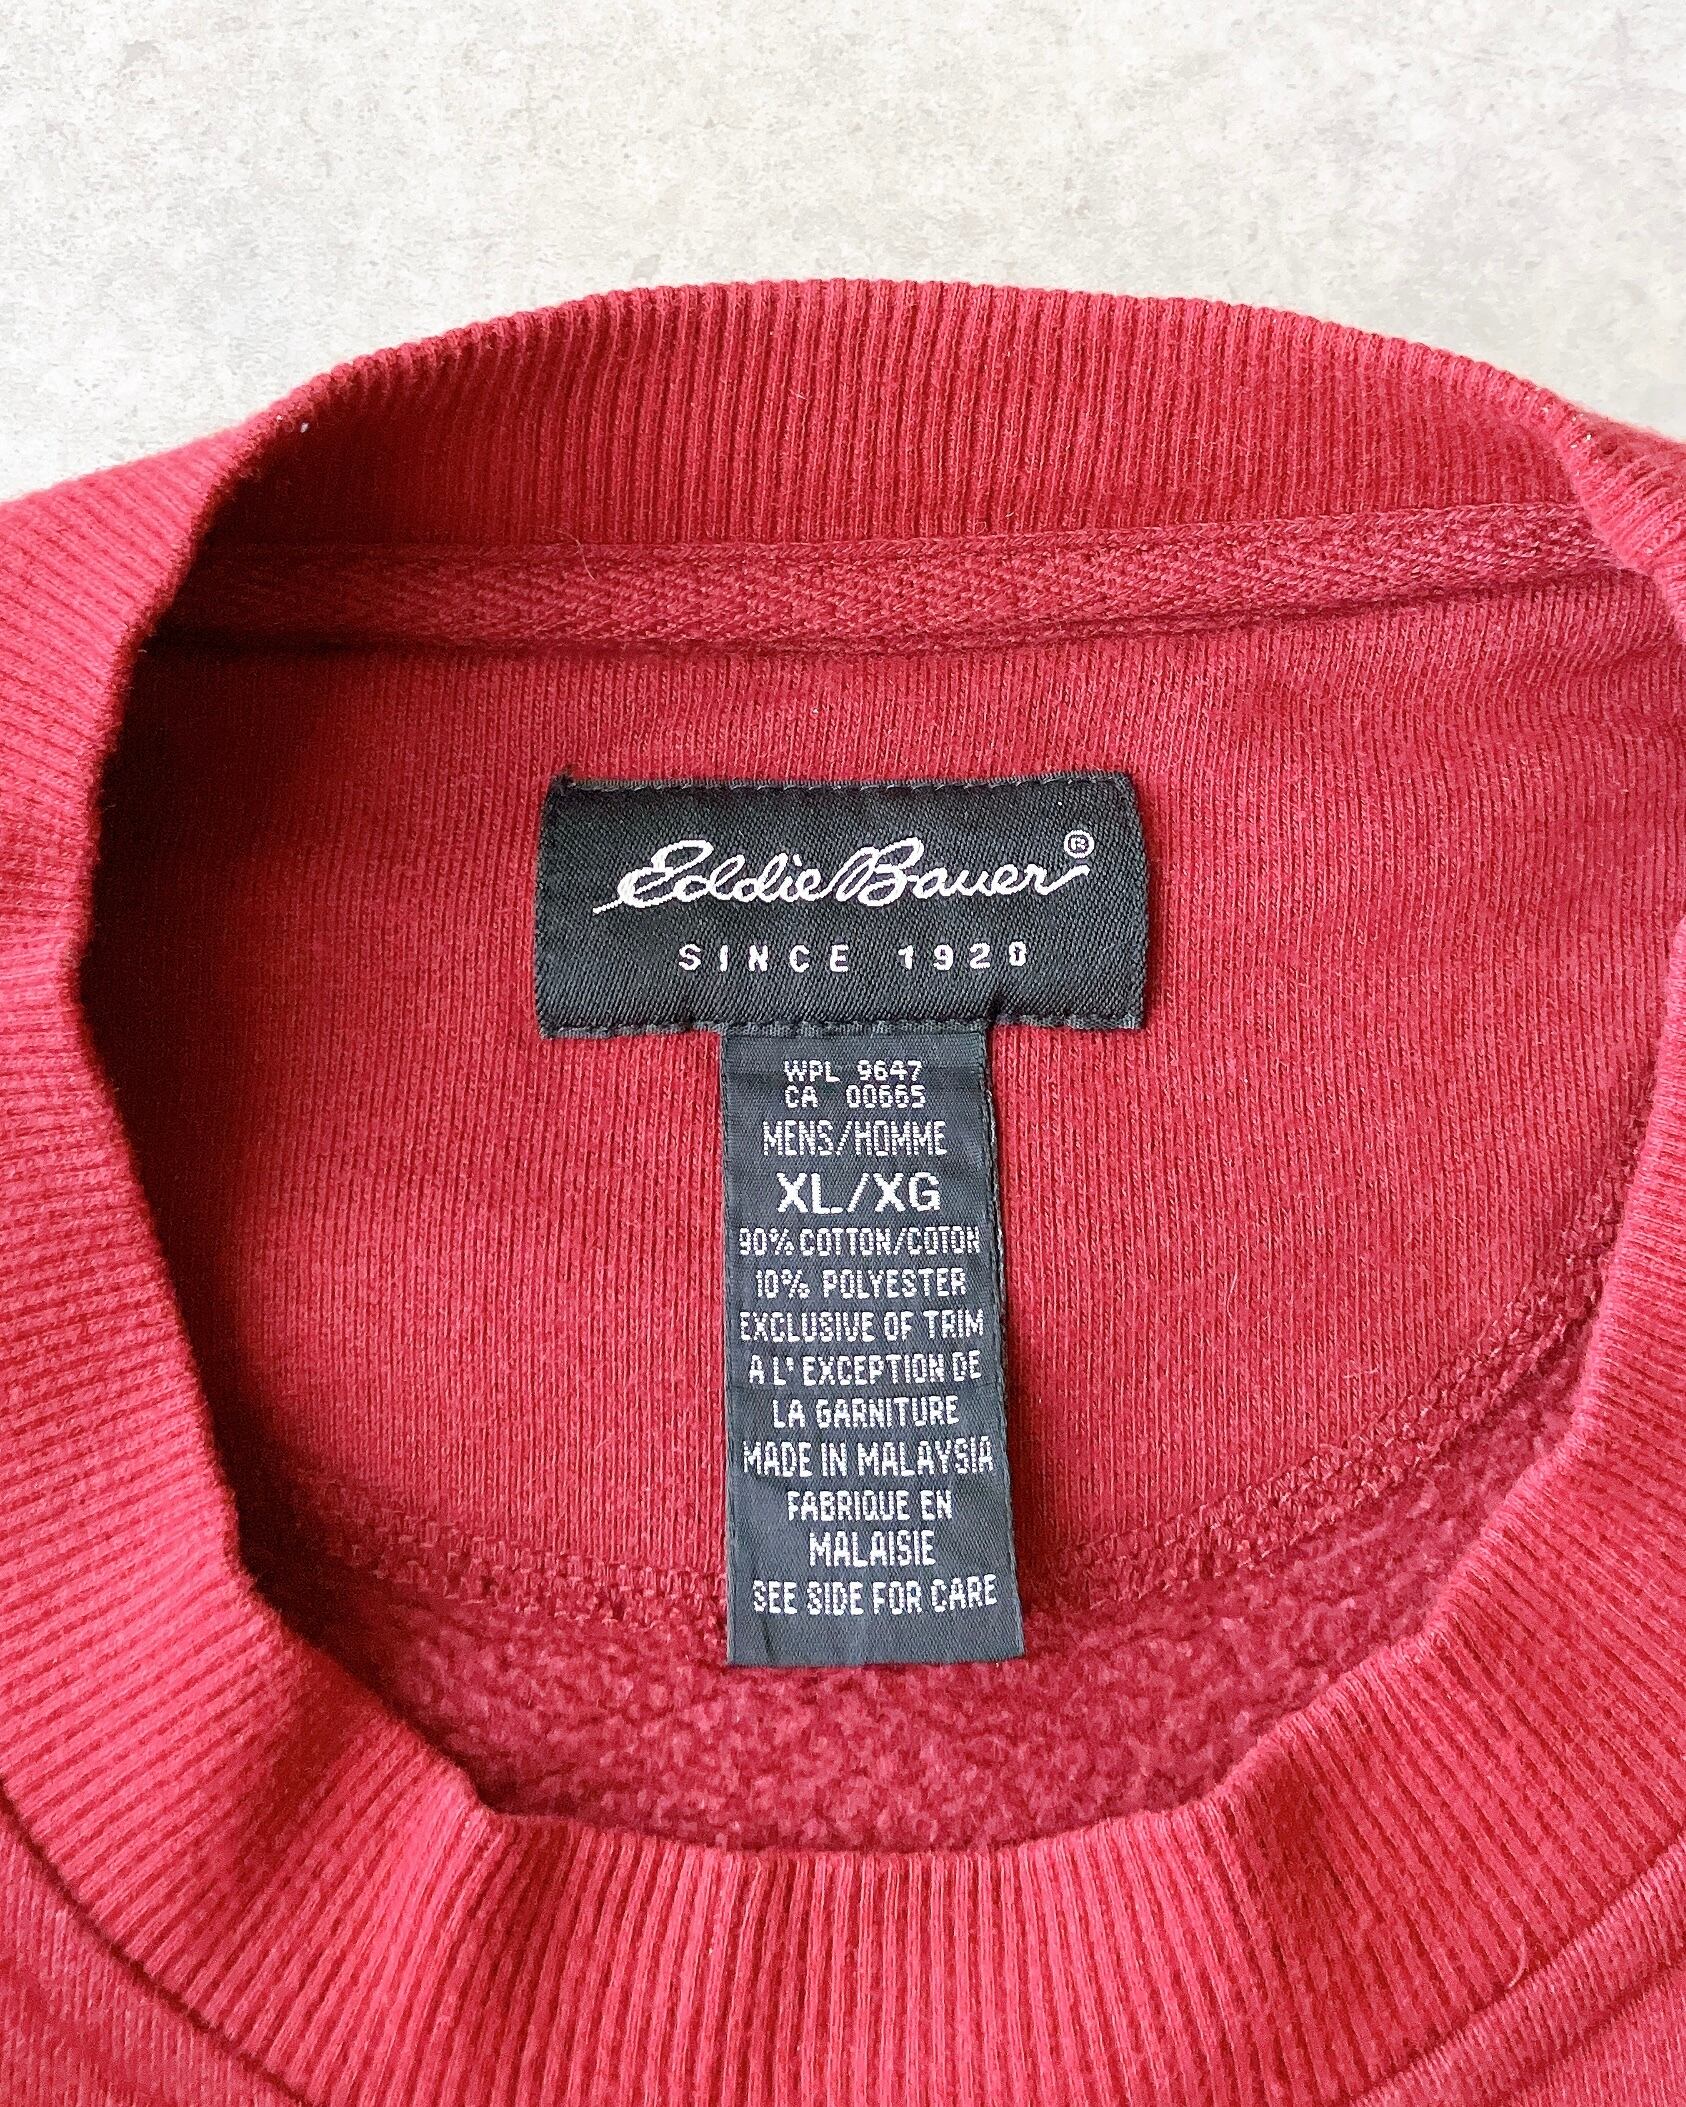 Eddie Bauer®
SINCE 1920
WPL 9647
CA 00665
MENS/HOMME
XL/XG
90% COTTON/COTON
10% POLYESTER
EXCLUSIVE OF TRIM
A L'EXCEPTION DE
LA GARNITURE
MADE IN MALAYSIA
FABRIQUE EN
MALAISIE
SEE SIDE FOR CARE